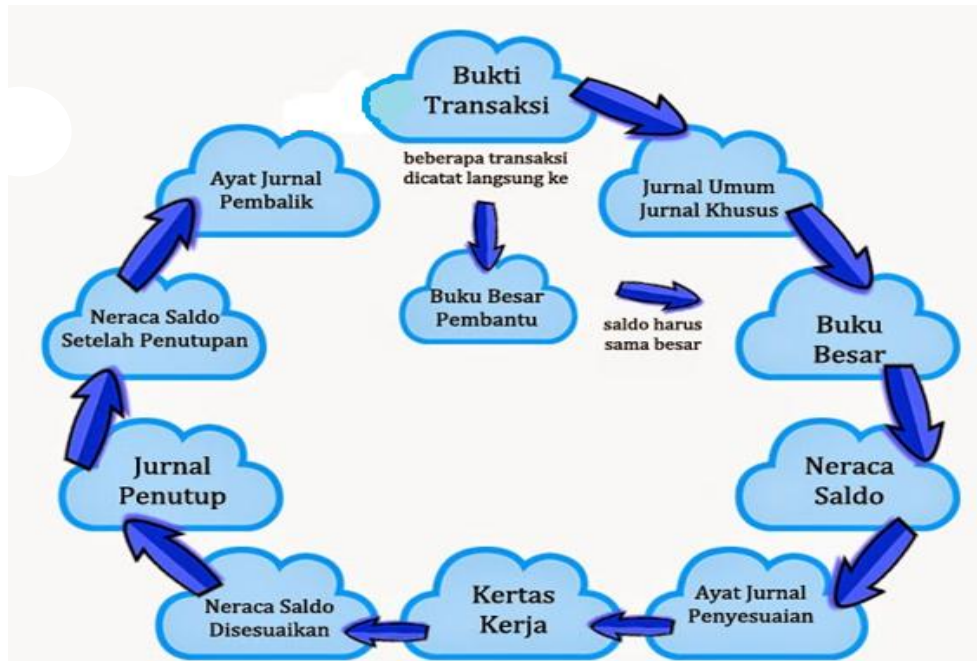 Bukti
Transaksi
beberapa transaksi
dicatat langsung ke
Jurnal Umum
Jurnal Khusus
Buku Besar
Pembantu
saldo harus
sama besar
Buku
Besar
Neraca
Saldo
Ayat Jurnal
Penyesuaian
Kertas
Kerja
Neraca Saldo
Disesuaikan
Jurnal
Penutup
Neraca Saldo
Setelah Penutupan
Ayat Jurnal
Pembalik